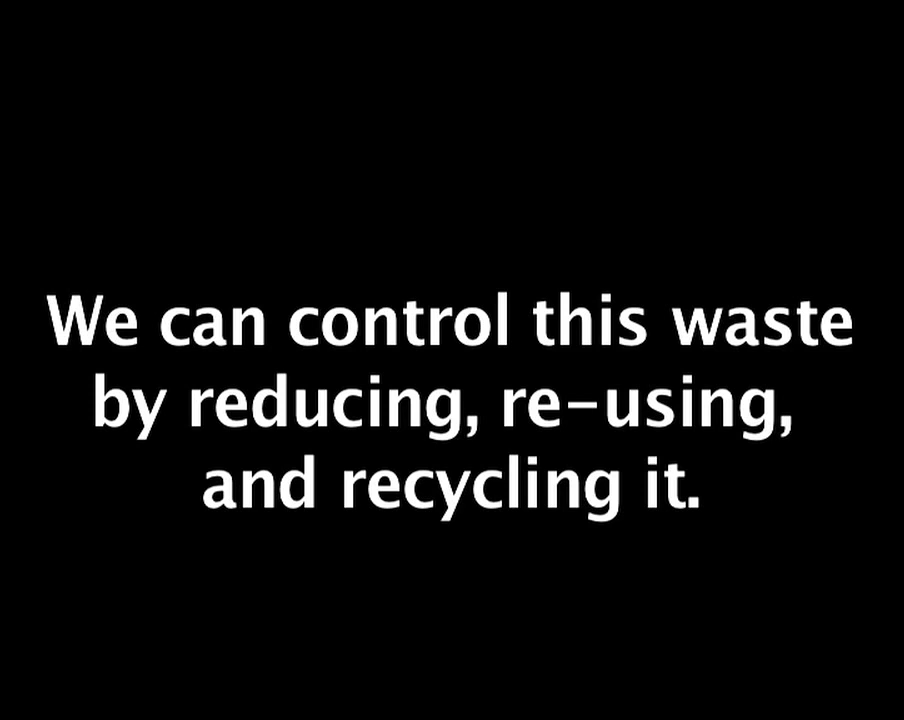 We can control this waste
by reducing, re-using,
and recycling it.